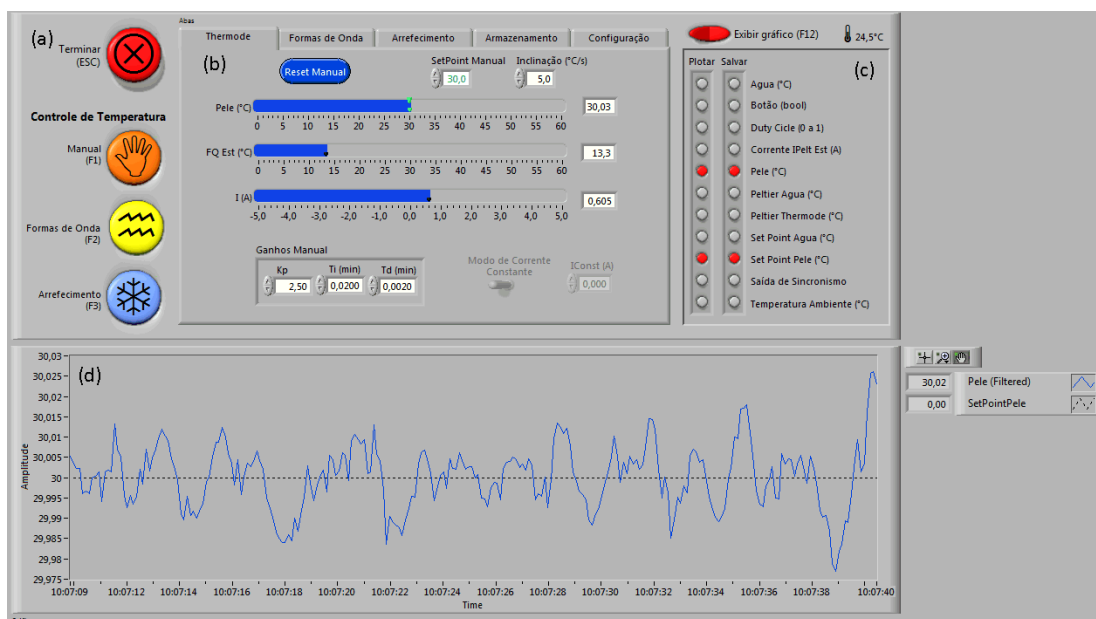 Abas
(a)
Terminar
(ESC)
Controle de Temperatura
Manual
(F1)
Formas de Onda
(F2)
Arrefecimento
(F3)
Thermode
Formas de Onda
Arrefecimento
Armazenamento
Configuração
(b)
Reset Manual
SetPoint Manual
30,0
Inclinação (°C/s)
5,0
Pele (°C)
30,03
0 5 10 15 20 25 30 35 40 45 50 55 60
FQ Est (°C)
13,3
0 5 10 15 20 25 30 35 40 45 50 55 60
I (A)
0,605
-5,0 -4,0 -3,0 -2,0 -1,0 0,0 1,0 2,0 3,0 4,0 5,0
Ganhos Manual
Kp Ti (min) Td (min)
2,50 0,0200 0,0020
Modo de Corrente
Constante
IConst (A)
0,000
Exibir gráfico (F12)
24,5°C
Plotar Salvar
(c)
Agua (°C)
Botão (bool)
Duty Cicle (0 a 1)
Corrente IPelt Est (A)
Pele (°C)
Peltier Agua (°C)
Peltier Thermode (°C)
Set Point Agua (°C)
Set Point Pele (°C)
Saída de Sincronismo
Temperatura Ambiente (°C)
(d)
Amplitude
30,03
30,025
30,02
30,015
30,01
30,005
30
29,995
29,99
29,985
29,98
29,975
10:07:09 10:07:12 10:07:14 10:07:16 10:07:18 10:07:20 10:07:22 10:07:24 10:07:26 10:07:28 10:07:30 10:07:32 10:07:34 10:07:36 10:07:38 10:07:40
Time
30,02 Pele (Filtered)
0,00 SetPointPele